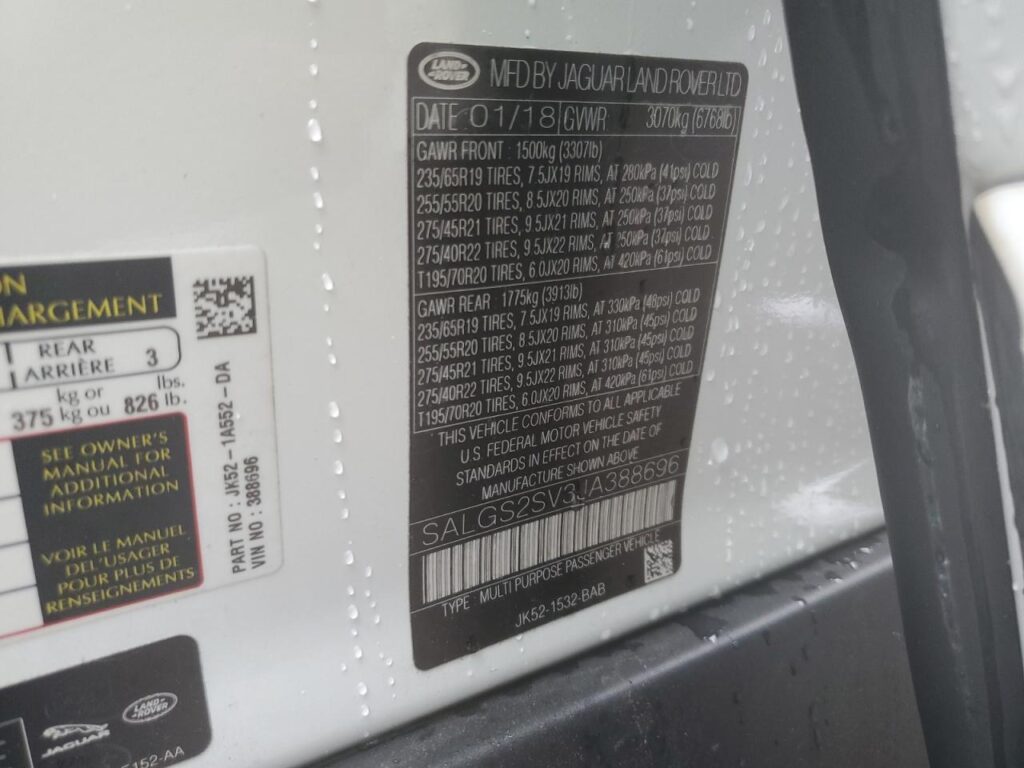 LAND ROVER
MFD BY JAGUAR LAND ROVER LTD
DATE: 01/18 GVWR 3070kg (6768lb)
GAWR FRONT : 1500kg (3307lb)
235/65R19 TIRES, 7.5JX19 RIMS, AT 280kPa (41psi) COLD
255/55R20 TIRES, 8.5JX20 RIMS, AT 250kPa (37psi) COLD
275/45R21 TIRES, 9.5JX21 RIMS, AT 250kPa (37psi) COLD
275/40R22 TIRES, 9.5JX22 RIMS, AT 250kPa (37psi) COLD
T195/70R20 TIRES, 6.0JX20 RIMS, AT 420kPa (61psi) COLD
GAWR REAR : 1775kg (3913lb)
235/65R19 TIRES, 7.5JX19 RIMS, AT 330kPa (48psi) COLD
255/55R20 TIRES, 8.5JX20 RIMS, AT 310kPa (45psi) COLD
275/45R21 TIRES, 9.5JX21 RIMS, AT 310kPa (45psi) COLD
275/40R22 TIRES, 9.5JX22 RIMS, AT 310kPa (45psi) COLD
T195/70R20 TIRES, 6.0JX20 RIMS, AT 420kPa (61psi) COLD
THIS VEHICLE CONFORMS TO ALL APPLICABLE
U.S. FEDERAL MOTOR VEHICLE SAFETY
STANDARDS IN EFFECT ON THE DATE OF
MANUFACTURE SHOWN ABOVE
SALGS2SV3JA388696
TYPE : MULTI PURPOSE PASSENGER VEHICLE
JK52-1532-BAB
ON
HARGEMENT
REAR
ARRIÈRE 3
375 kg or kg ou 826 lbs. lb.
SEE OWNER'S
MANUAL FOR
ADDITIONAL
INFORMATION
VOIR LE MANUEL
DEL'USAGER
POUR PLUS DE
RENSEIGNEMENTS
PART NO : JK52-1A552-DA
VIN NO : 388696
JAGUAR
LAND ROVER
152-AA